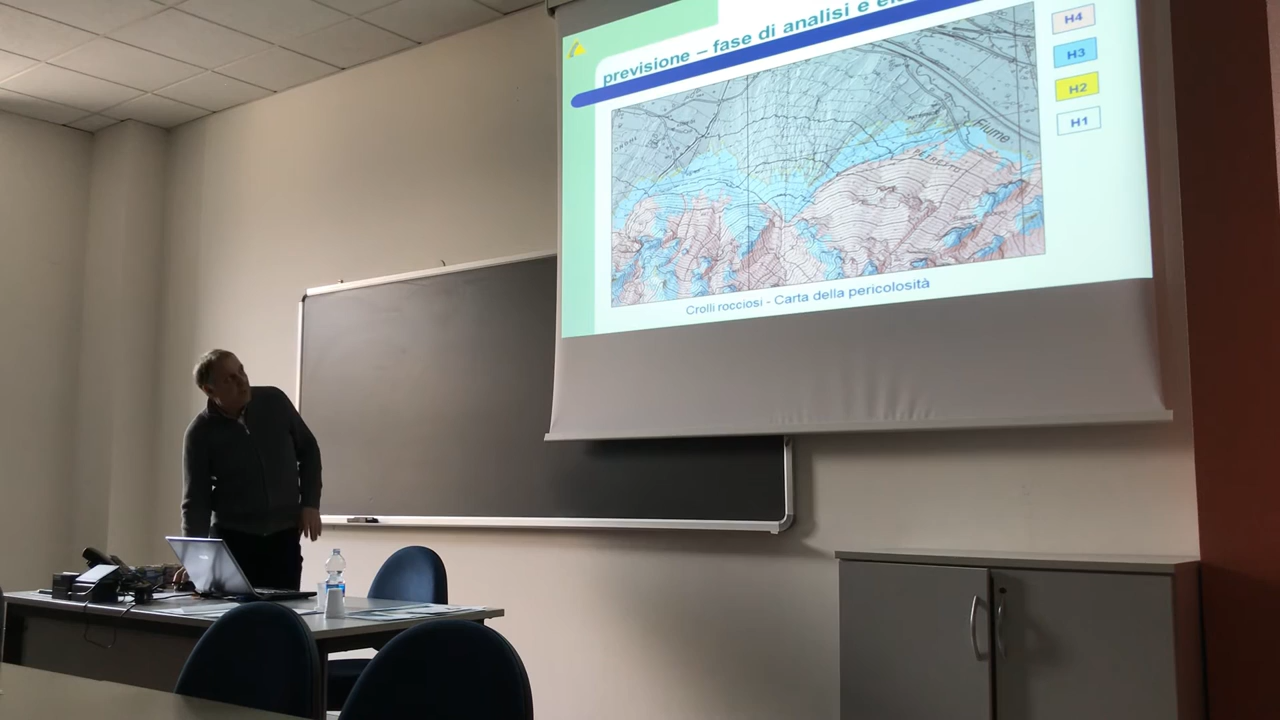 previsione – fase di analisi e
H4
H3
H2
H1
Fiume
Crolli rocciosi - Carta della pericolosità